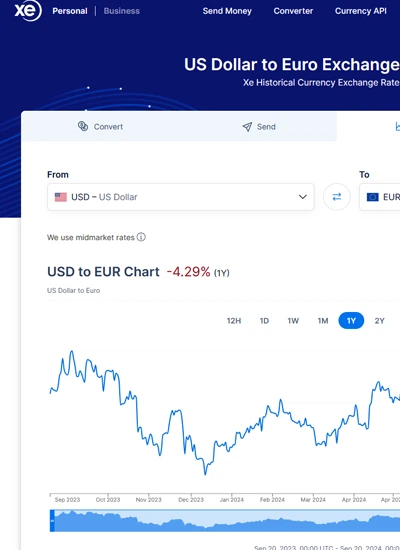 xe Personal Business Send Money Converter Currency API
US Dollar to Euro Exchange
Xe Historical Currency Exchange Rate
Convert Send
From To
USD – US Dollar EUR
We use midmarket rates
USD to EUR Chart -4.29% (1Y)
US Dollar to Euro
12H 1D 1W 1M 1Y 2Y
Sep 2023 Oct 2023 Nov 2023 Dec 2023 Jan 2024 Feb 2024 Mar 2024 Apr 2024 Apr 202
Sep 20, 2023, 00:00 UTC - Sep 20, 2024, 00:0